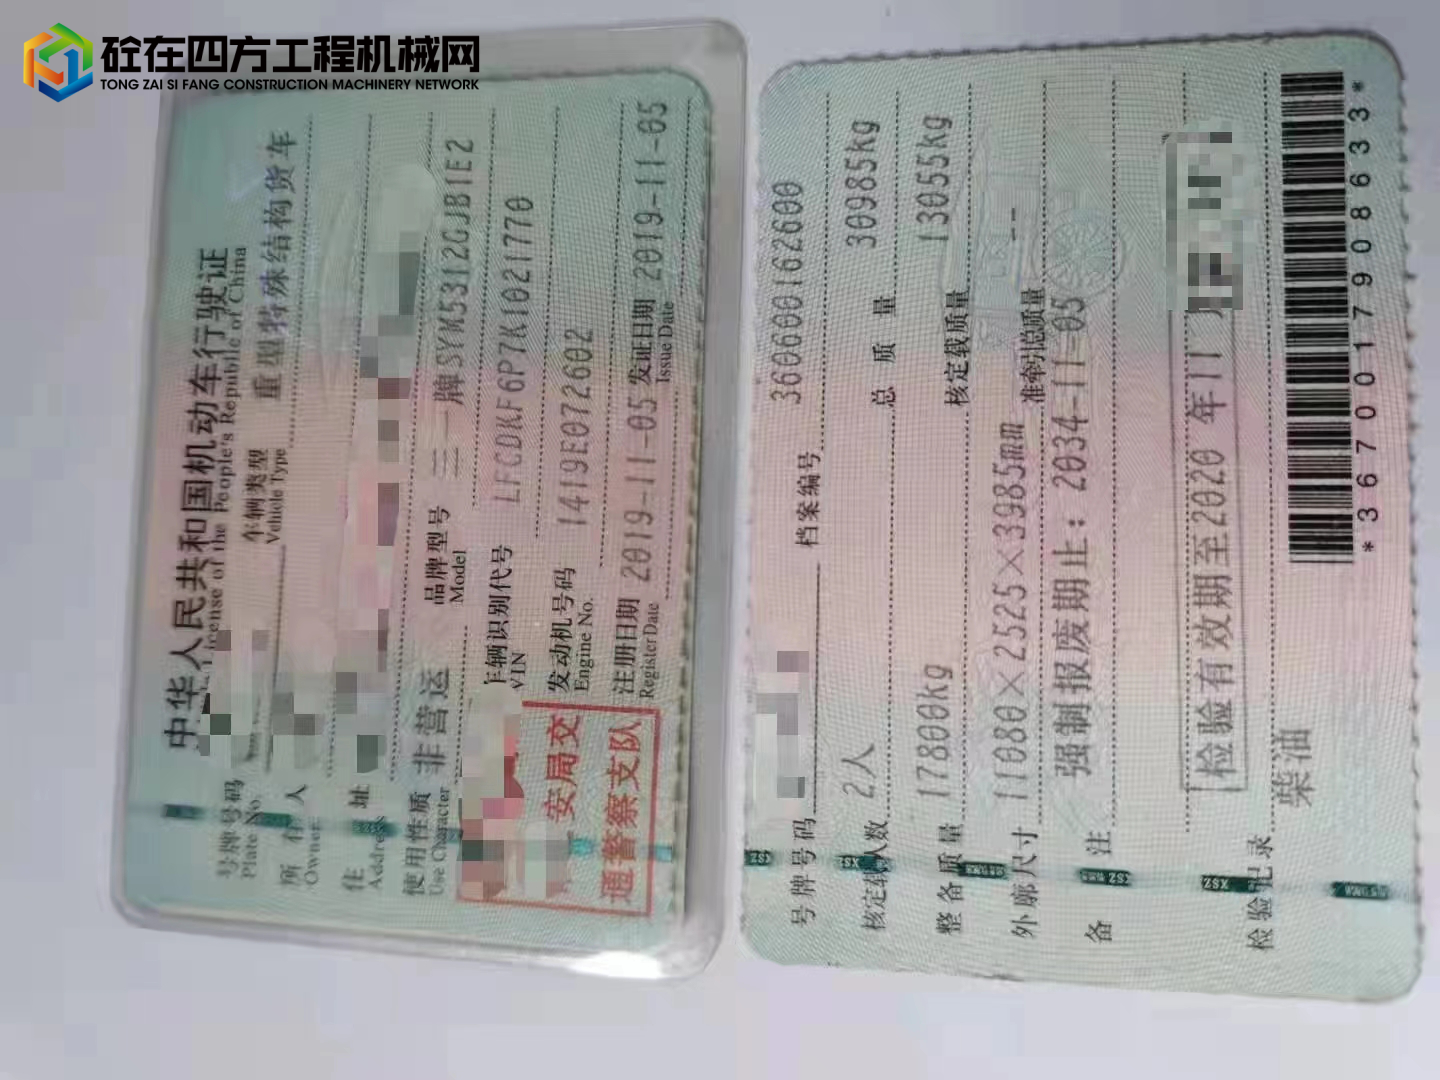 砼在四方工程机械网
TONG ZAI SI FANG CONSTRUCTION MACHINERY NETWORK
中华人民共和国机动车行驶证
License of the People's Republic of China
号牌号码
Plate No.
车辆类型
Vehicle Type
重型特殊结构货车
所有人
Owner
住址
Address
使用性质
Use Character
非营运
品牌型号
Model
三一牌SYM5312GJB1E2
车辆识别代号
VIN
LFCDKF6P7K1021770
发动机号码
Engine No.
1419E072602
注册日期
Register Date
2019-11-05
发证日期
Issue Date
2019-11-05
安局交
通警察支队
号牌号码
档案编号
360600162600
核定载人数
2人
总质量
30985kg
整备质量
17800kg
核定载质量
13055kg
外廓尺寸
11080×2525×3985mm
准牵引总质量
--
备注
强制报废期止：2034-11-05
检验有效期至2020年11月
检验记录
柴油
*3670017908633*